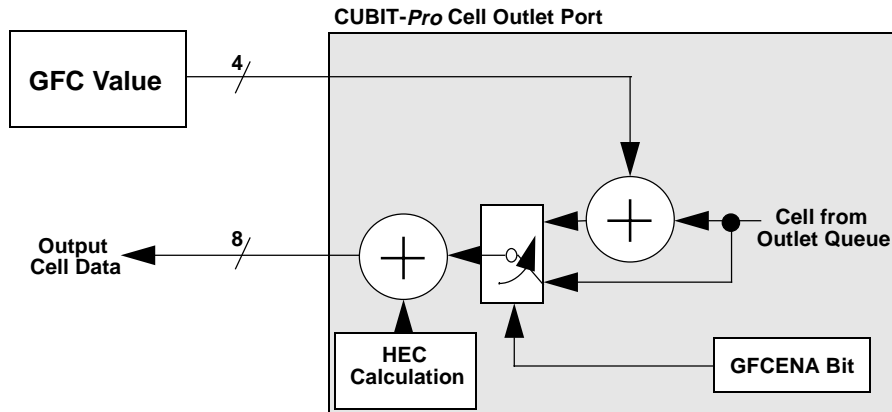 CUBIT-Pro Cell Outlet Port
GFC Value
4
Cell from
Outlet Queue
8
Output
Cell Data
HEC
Calculation
GFCENA Bit